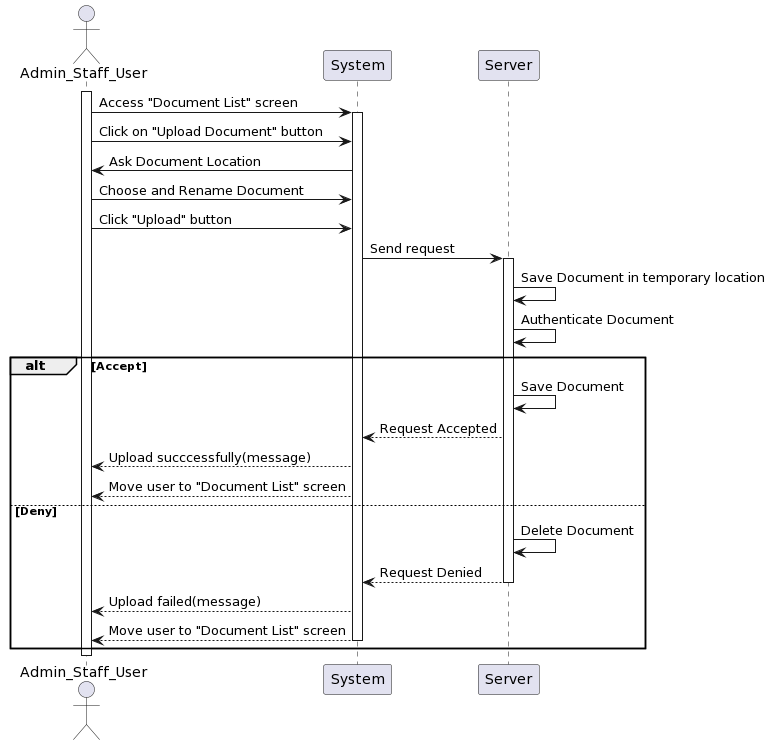 Admin_Staff_User
System
Server
Access "Document List" screen
Click on "Upload Document" button
Ask Document Location
Choose and Rename Document
Click "Upload" button
Send request
Save Document in temporary location
Authenticate Document
alt [Accept]
Save Document
Request Accepted
Upload succcessfully(message)
Move user to "Document List" screen
[Deny]
Delete Document
Request Denied
Upload failed(message)
Move user to "Document List" screen
Admin_Staff_User
System
Server